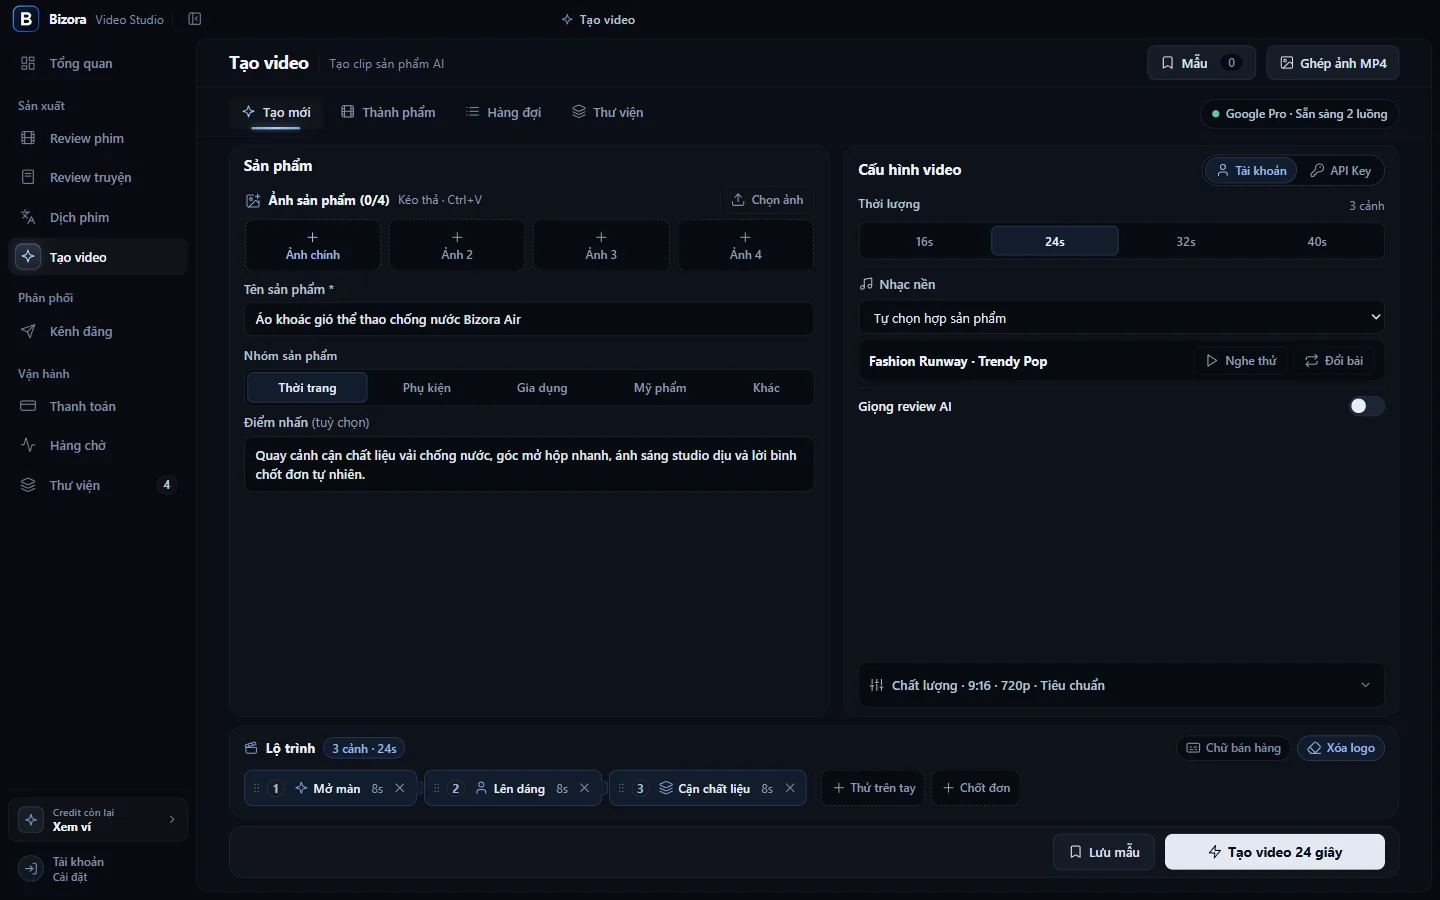 B Bizora Video Studio
Tạo video
Tổng quan
Sản xuất
Review phim
Review truyện
Dịch phim
Tạo video
Phân phối
Kênh đăng
Vận hành
Thanh toán
Hàng chờ
Thư viện 4
Credit còn lại
Xem ví
Tài khoản
Cài đặt
Tạo video Tạo clip sản phẩm AI
Mẫu 0
Ghép ảnh MP4
Tạo mới Thành phẩm Hàng đợi Thư viện
Google Pro · Sẵn sàng 2 luồng
Sản phẩm
Ảnh sản phẩm (0/4) Kéo thả · Ctrl+V Chọn ảnh
Ảnh chính Ảnh 2 Ảnh 3 Ảnh 4
Tên sản phẩm *
Áo khoác gió thể thao chống nước Bizora Air
Nhóm sản phẩm
Thời trang Phụ kiện Gia dụng Mỹ phẩm Khác
Điểm nhấn (tuỳ chọn)
Quay cảnh cận chất liệu vải chống nước, góc mở hộp nhanh, ánh sáng studio dịu và lời bình
chốt đơn tự nhiên.
Cấu hình video
Tài khoản API Key
Thời lượng 3 cảnh
16s 24s 32s 40s
Nhạc nền
Tự chọn hợp sản phẩm
Fashion Runway · Trendy Pop Nghe thử Đổi bài
Giọng review AI
Chất lượng · 9:16 · 720p · Tiêu chuẩn
Lộ trình 3 cảnh · 24s
Chữ bán hàng Xóa logo
1 Mở màn 8s 2 Lên dáng 8s 3 Cận chất liệu 8s Thử trên tay Chốt đơn
Lưu mẫu Tạo video 24 giây